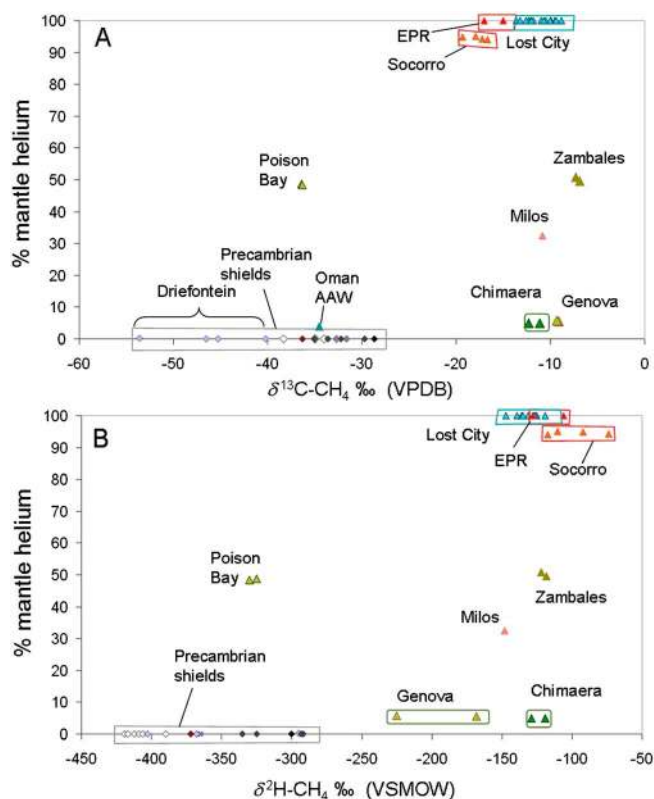 A
% mantle helium
100
90
80
70
60
50
40
30
20
10
0
EPR
Lost City
Socorro
Poison
Bay
Zambales
Milos
Precambrian
shields
Driefontein
Oman
AAW
Chimaera
Genova
-60
-50
-40
-30
-20
-10
0
δ¹³C-CH₄ ‰ (VPDB)
B
% mantle helium
100
90
80
70
60
50
40
30
20
10
0
Lost City
EPR
Socorro
Poison
Bay
Zambales
Milos
Precambrian
shields
Genova
Chimaera
-450
-400
-350
-300
-250
-200
-150
-100
-50
δ²H-CH₄ ‰ (VSMOW)